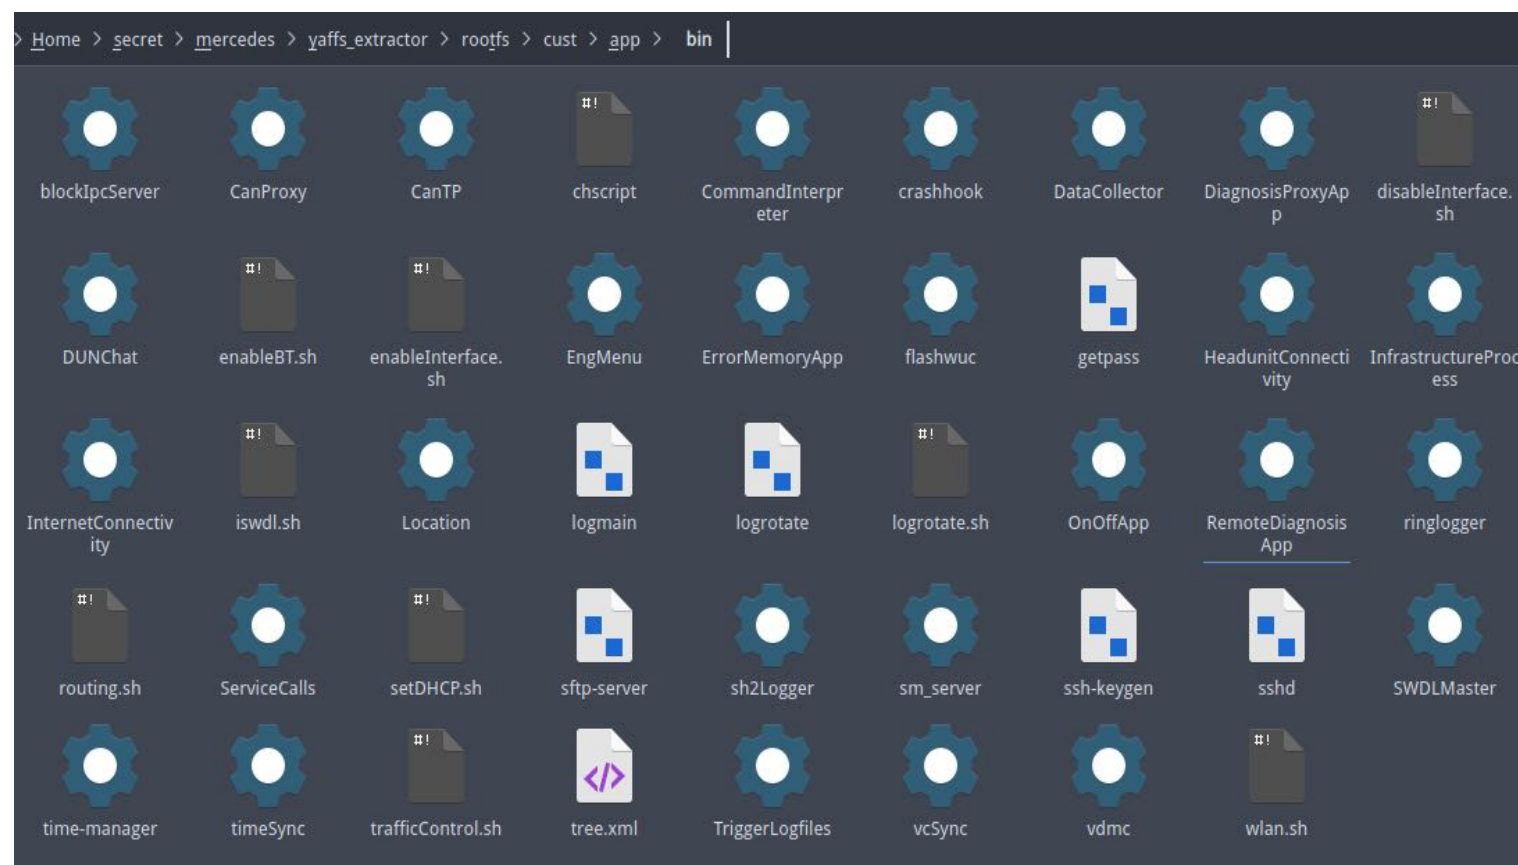 > Home > secret > mercedes > yaffs_extractor > rootfs > cust > app > bin
#! #!
blockIpcServer CanProxy CanTP chscript CommandInterpr crashhook DataCollector DiagnosisProxyAp disableInterface.
eter p sh
#! #!
DUNChat enableBT.sh enableInterface. EngMenu ErrorMemoryApp flashwuc getpass HeadunitConnecti InfrastructureProc
sh vity ess
#! #!
InternetConnectiv iswdl.sh Location logmain logrotate logrotate.sh OnOffApp RemoteDiagnosis ringlogger
ity App
#! #!
routing.sh ServiceCalls setDHCP.sh sftp-server sh2Logger sm_server ssh-keygen sshd SWDLMaster
#! </> #!
time-manager timeSync trafficControl.sh tree.xml TriggerLogfiles vcSync vdmc wlan.sh